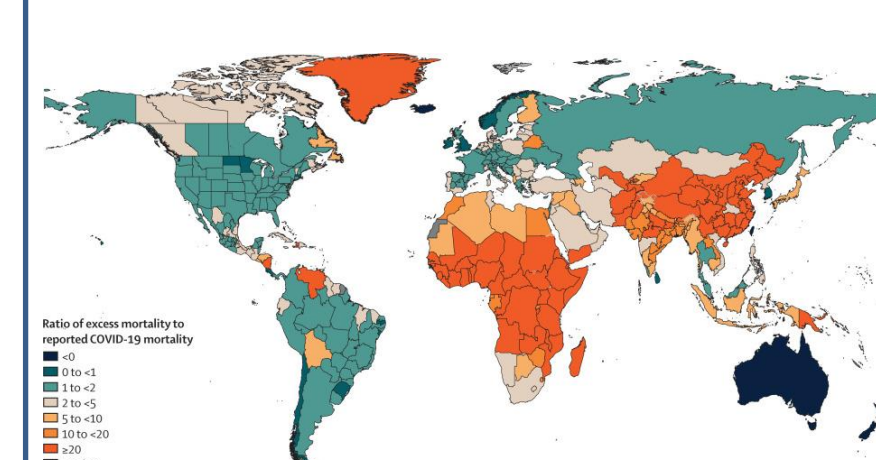 Ratio of excess mortality to
reported COVID-19 mortality
<0
0 to <1
1 to <2
2 to <5
5 to <10
10 to <20
≥20